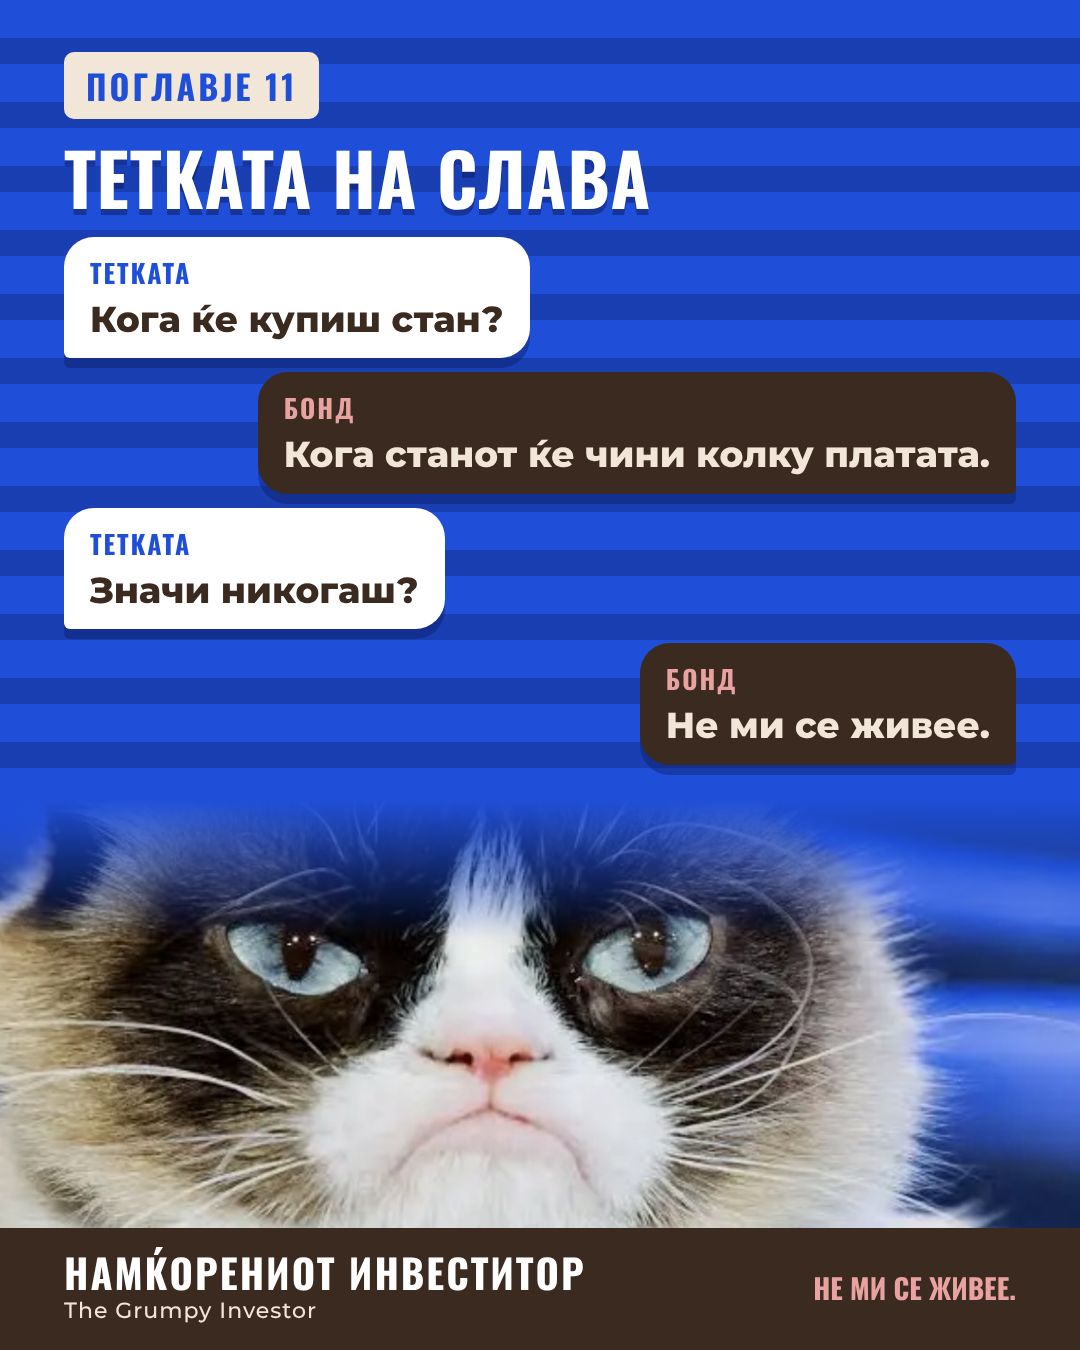 ПОГЛАВЈЕ 11
ТЕТКАТА НА СЛАВА
ТЕТКАТА
Кога ќе купиш стан?
БОНД
Кога станот ќе чини колку платата.
ТЕТКАТА
Значи никогаш?
БОНД
Не ми се живее.
НАМЌОРЕНИОТ ИНВЕСТИТОР
The Grumpy Investor
НЕ МИ СЕ ЖИВЕЕ.